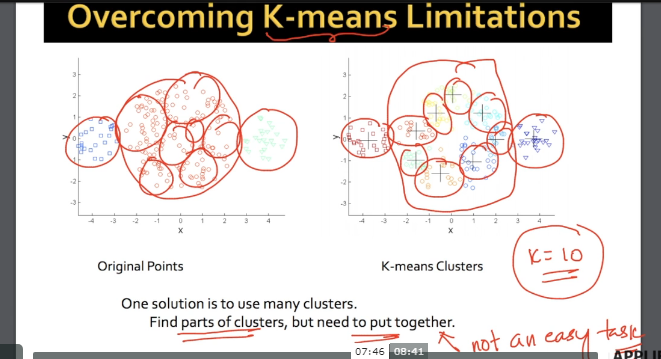 Overcoming K-means Limitations
3
2
1
0
-1
-2
-3
y
-4 -3 -2 -1 0 1 2 3 4
X
3
2
1
0
-1
-2
-3
y
-4 -3 -2 -1 0 1 2 3 4
X
K=10
Original Points
K-means Clusters
One solution is to use many clusters.
Find parts of clusters, but need to put together.
not an easy task
07:46 08:41